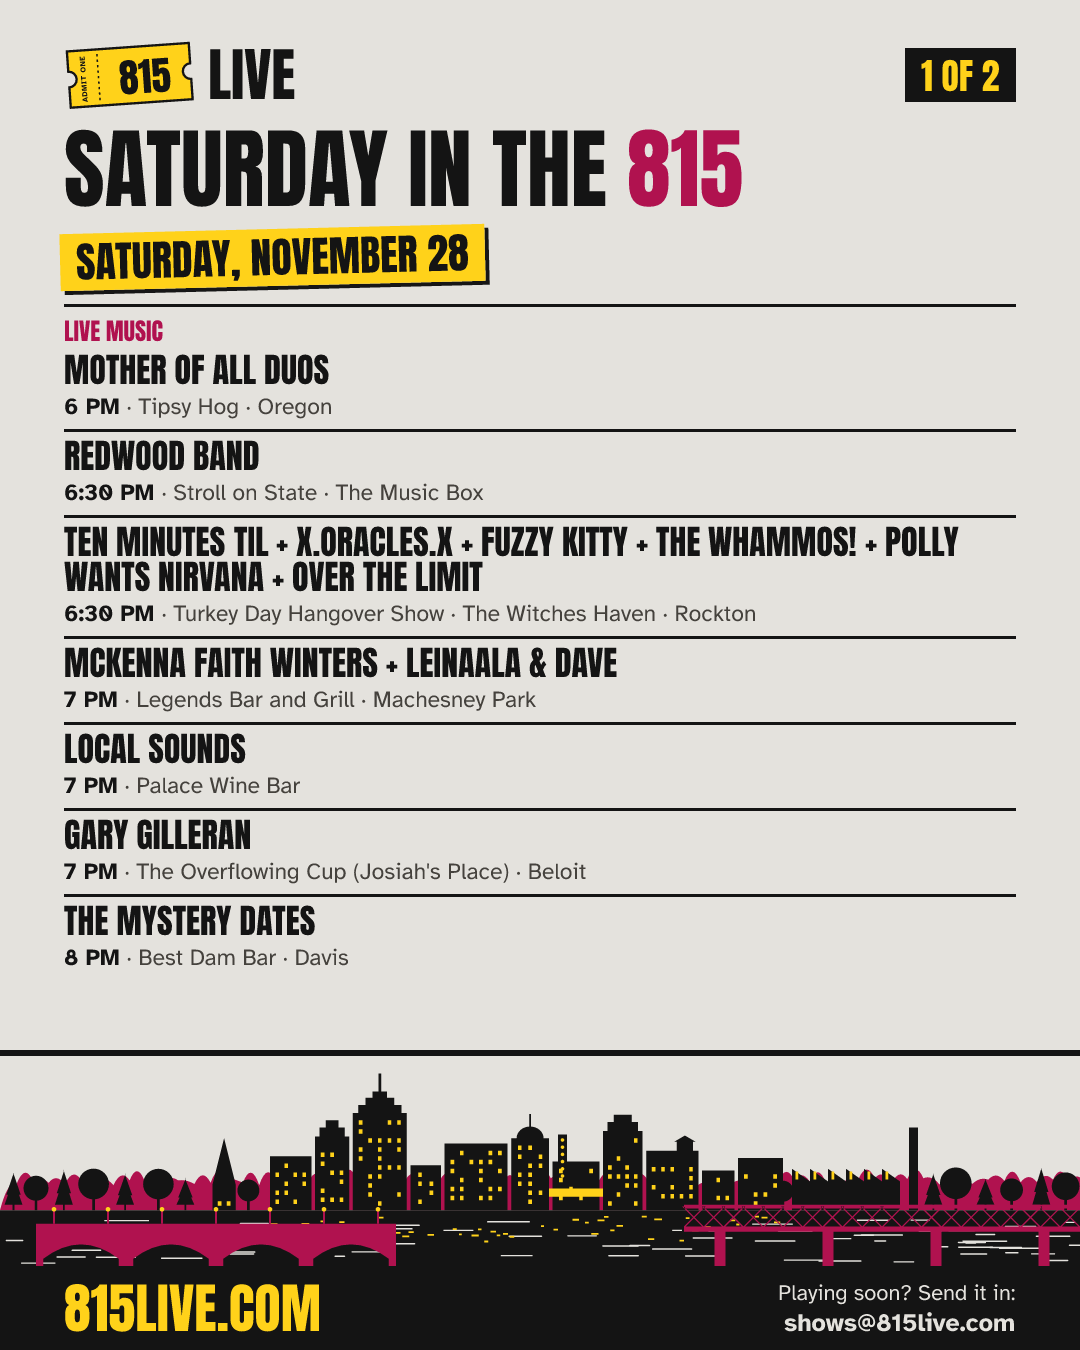 ADMIT ONE
815 LIVE
1 OF 2
SATURDAY IN THE 815
SATURDAY, NOVEMBER 28
LIVE MUSIC
MOTHER OF ALL DUOS
6 PM · Tipsy Hog · Oregon
REDWOOD BAND
6:30 PM · Stroll on State · The Music Box
TEN MINUTES TIL + X.ORACLES.X + FUZZY KITTY + THE WHAMMOS! + POLLY
WANTS NIRVANA + OVER THE LIMIT
6:30 PM · Turkey Day Hangover Show · The Witches Haven · Rockton
MCKENNA FAITH WINTERS + LEINAALA & DAVE
7 PM · Legends Bar and Grill · Machesney Park
LOCAL SOUNDS
7 PM · Palace Wine Bar
GARY GILLERAN
7 PM · The Overflowing Cup (Josiah's Place) · Beloit
THE MYSTERY DATES
8 PM · Best Dam Bar · Davis
815LIVE.COM
Playing soon? Send it in:
shows@815live.com